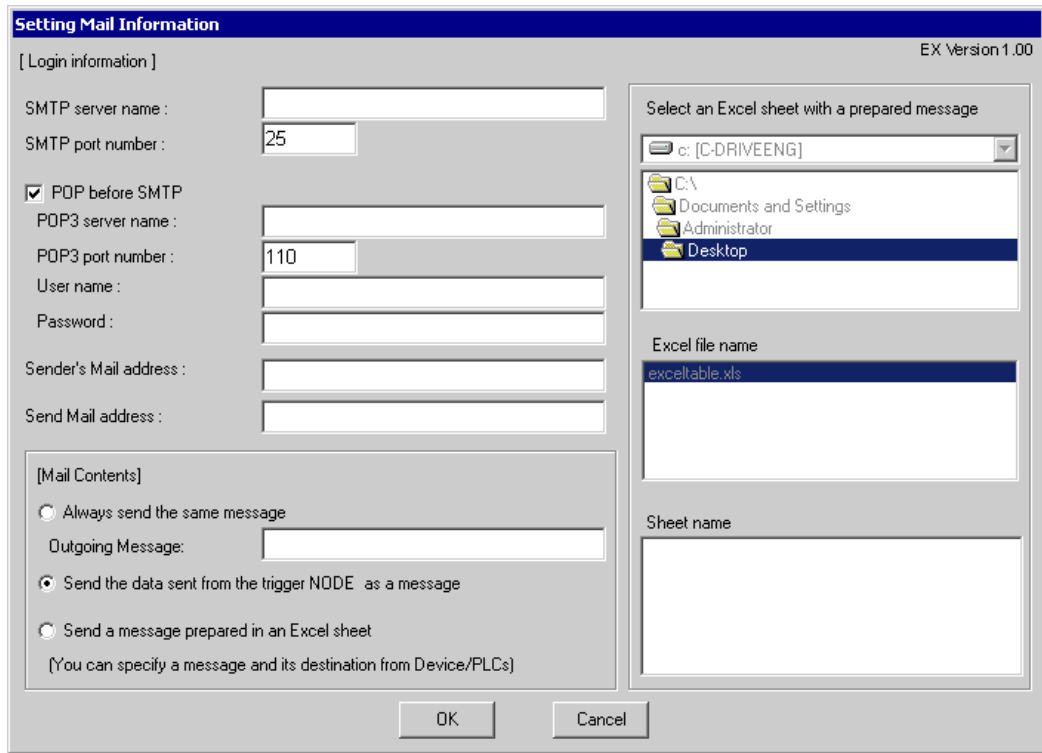 Setting Mail Information
EX Version 1.00
[ Login information ]
SMTP server name :
SMTP port number :
25
POP before SMTP
POP3 server name :
POP3 port number :
110
User name :
Password :
Sender's Mail address :
Send Mail address :
[Mail Contents]
Always send the same message
Outgoing Message:
Send the data sent from the trigger NODE as a message
Send a message prepared in an Excel sheet
(You can specify a message and its destination from Device/PLCs)
Select an Excel sheet with a prepared message
c: [C-DRIVEENG]
C:\
Documents and Settings
Administrator
Desktop
Excel file name
exceltable.xls
Sheet name
OK
Cancel